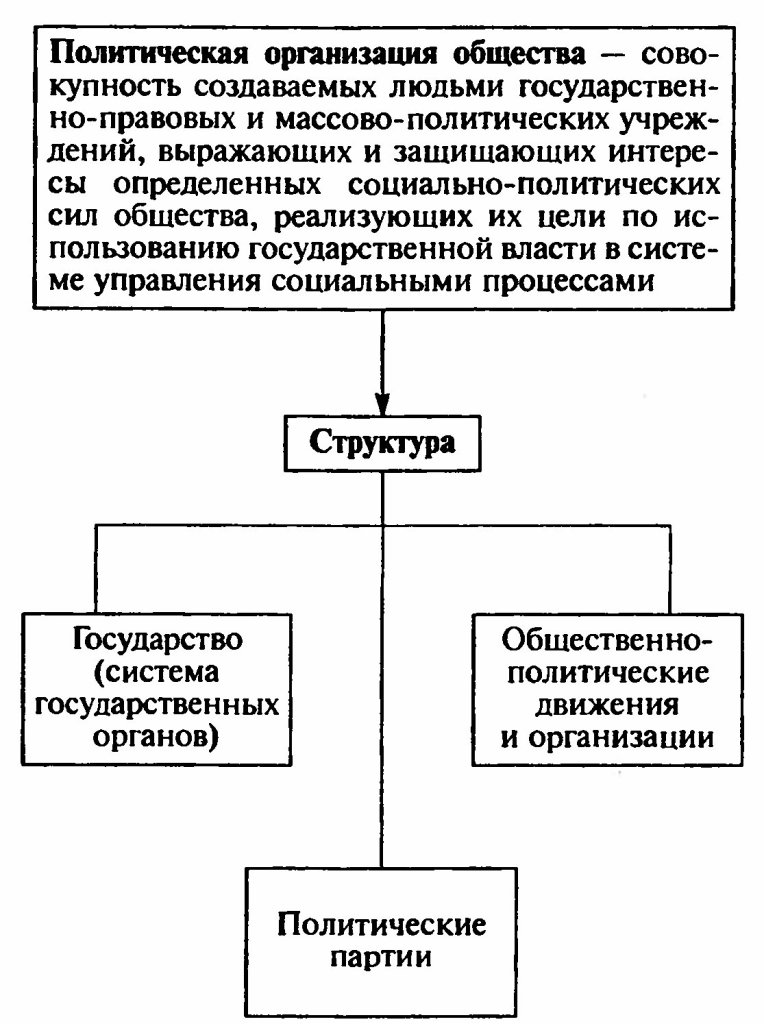 Политическая организация общества — сово-
купность создаваемых людьми государствен-
но-правовых и массово-политических учреж-
дений, выражающих и защищающих интере-
сы определенных социально-политических
сил общества, реализующих их цели по ис-
пользованию государственной власти в систе-
ме управления социальными процессами
Структура
Государство
(система
государственных
органов)
Общественно-
политические
движения
и организации
Политические
партии